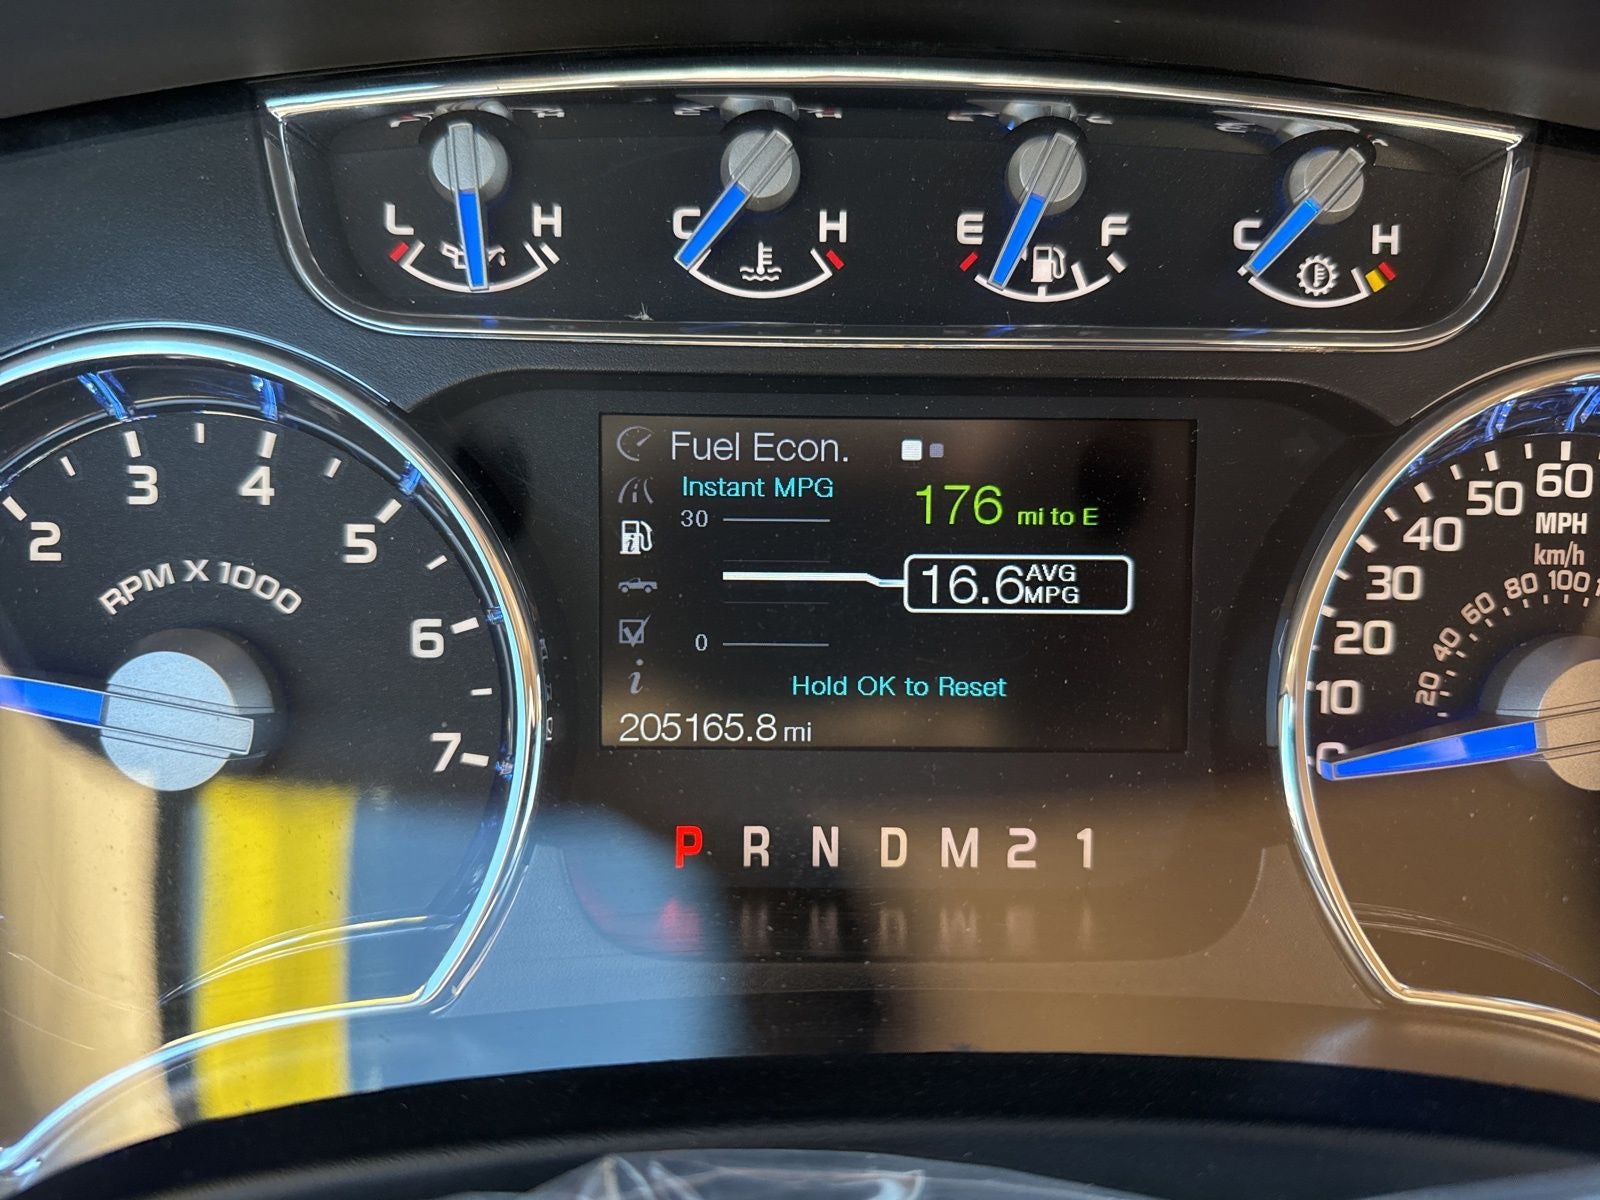 L H C H E F C H
2 3 4 5 6 7
RPM X 1000
Fuel Econ.
Instant MPG
30
176 mi to E
16.6 AVG MPG
0
Hold OK to Reset
205165.8 mi
P R N D M 2 1
10 20 30 40 50 60
MPH
km/h
20 40 60 80 100